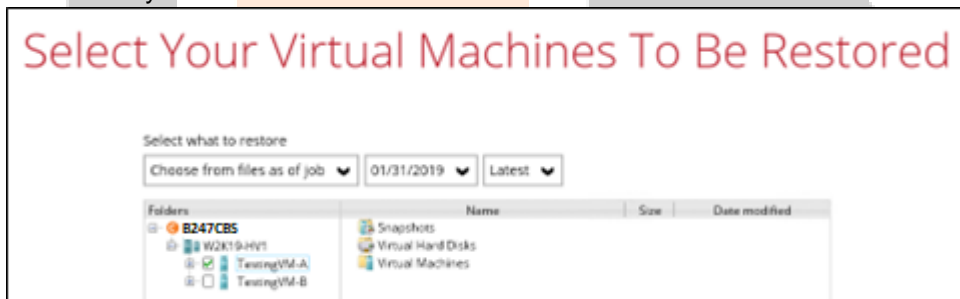 Select Your Virtual Machines To Be Restored
Select what to restore
Choose from files as of job 01/31/2019 Latest
Folders Name Size Date modified
B247CBS Snapshots
W2K19-HV1 Virtual Hard Disks
TestingVM-A Virtual Machines
TestingVM-B